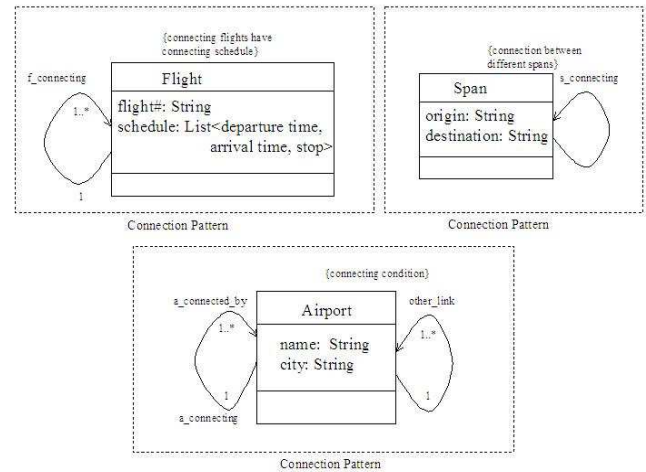 {connecting flights have
connecting schedule}
f_connecting
Flight
1..*
flight#: String
schedule: List<departure time,
arrival time, stop>
1
Connection Pattern
{connection between
different spans}
s_connecting
Span
origin: String
destination: String
Connection Pattern
{connecting condition}
a_connected_by
other_link
Airport
1..*
1..*
name: String
city: String
1
1
a_connecting
Connection Pattern